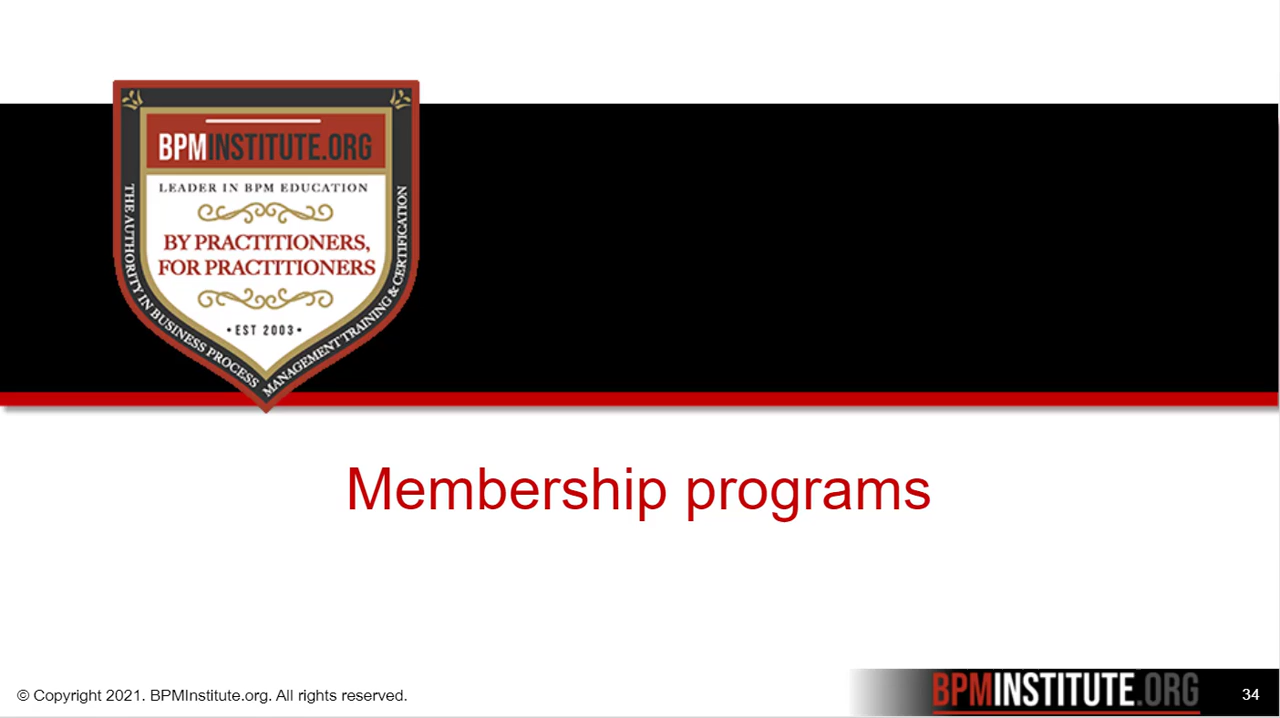 BPMINSTITUTE.ORG
LEADER IN BPM EDUCATION
BY PRACTITIONERS,
FOR PRACTITIONERS
•EST 2003•
THE AUTHORITY IN BUSINESS PROCESS
MANAGEMENT TRAINING & CERTIFICATION
Membership programs
© Copyright 2021. BPMInstitute.org. All rights reserved.
BPMINSTITUTE.ORG
34